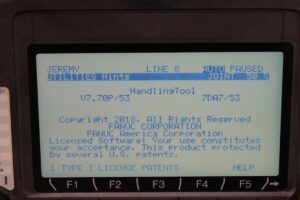 JEREMY LINE 8 AUTO PAUSED
UTILITIES Hints JOINT 50 %
HandlingTool
V7.70P/53 7DA7/53
Copyright 2018, All Rights Reserved
FANUC CORPORATION
FANUC America Corporation
Licensed Software: Your use constitutes
your acceptance. This product protected
by several U.S. patents.
[ TYPE ] LICENSE PATENTS HELP
F1 F2 F3 F4 F5